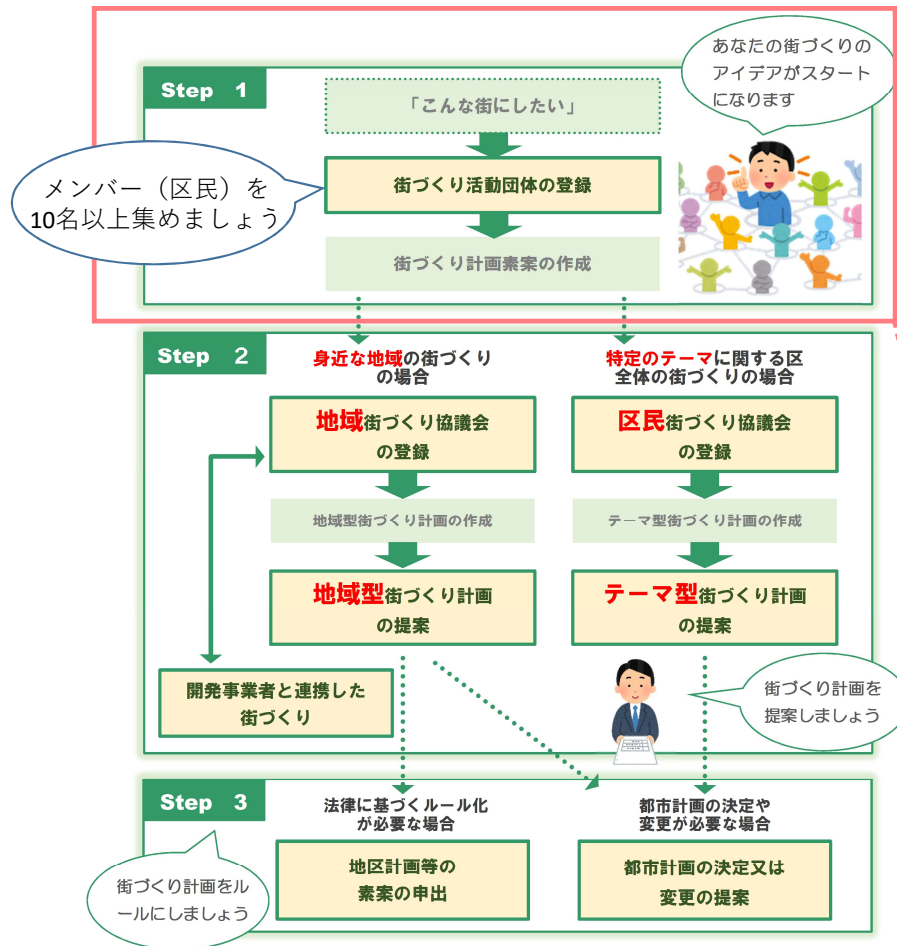 あなたの街づくりの
アイデアがスタート
になります
Step 1
「こんな街にしたい」
メンバー（区民）を
10名以上集めましょう
街づくり活動団体の登録
街づくり計画素案の作成
Step 2
身近な地域の街づくり
の場合
特定のテーマに関する区
全体の街づくりの場合
地域街づくり協議会
の登録
区民街づくり協議会
の登録
地域型街づくり計画の作成
テーマ型街づくり計画の作成
地域型街づくり計画
の提案
テーマ型街づくり計画
の提案
開発事業者と連携した
街づくり
街づくり計画を
提案しましょう
Step 3
法律に基づくルール化
が必要な場合
都市計画の決定や
変更が必要な場合
地区計画等の
素案の申出
都市計画の決定又は
変更の提案
街づくり計画をル
ールにしましょう